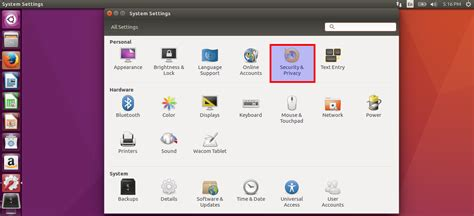 System Settings
En
5:16 PM
System Settings
All Settings
Personal
Appearance
Brightness & Lock
Language Support
Online Accounts
Security & Privacy
Text Entry
Hardware
Bluetooth
Color
Displays
Keyboard
Mouse & Touchpad
Network
Power
Printers
Sound
Wacom Tablet
System
Backups
Details
Software & Updates
Time & Date
Universal Access
User Accounts